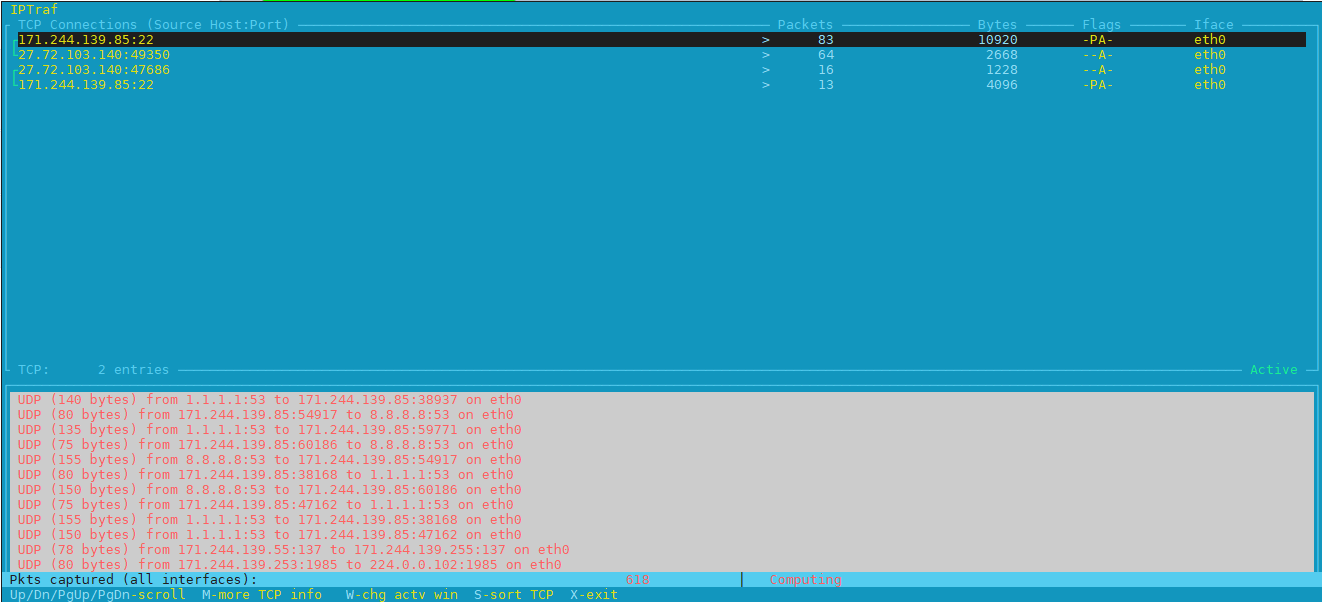 IPTraf
TCP Connections (Source Host:Port) Packets Bytes Flags Iface
171.244.139.85:22 > 83 10920 -PA- eth0
27.72.103.140:49350 > 64 2668 --A- eth0
27.72.103.140:47686 > 16 1228 --A- eth0
171.244.139.85:22 > 13 4096 -PA- eth0
TCP: 2 entries Active
UDP (140 bytes) from 1.1.1.1:53 to 171.244.139.85:38937 on eth0
UDP (80 bytes) from 171.244.139.85:54917 to 8.8.8.8:53 on eth0
UDP (135 bytes) from 1.1.1.1:53 to 171.244.139.85:59771 on eth0
UDP (75 bytes) from 171.244.139.85:60186 to 8.8.8.8:53 on eth0
UDP (155 bytes) from 8.8.8.8:53 to 171.244.139.85:54917 on eth0
UDP (80 bytes) from 171.244.139.85:38168 to 1.1.1.1:53 on eth0
UDP (150 bytes) from 8.8.8.8:53 to 171.244.139.85:60186 on eth0
UDP (75 bytes) from 171.244.139.85:47162 to 1.1.1.1:53 on eth0
UDP (155 bytes) from 1.1.1.1:53 to 171.244.139.85:38168 on eth0
UDP (150 bytes) from 1.1.1.1:53 to 171.244.139.85:47162 on eth0
UDP (78 bytes) from 171.244.139.55:137 to 171.244.139.255:137 on eth0
UDP (80 bytes) from 171.244.139.253:1985 to 224.0.0.102:1985 on eth0
Pkts captured (all interfaces): 618 Computing
Up/Dn/PgUp/PgDn-scroll M-more TCP info W-chg actv win S-sort TCP X-exit